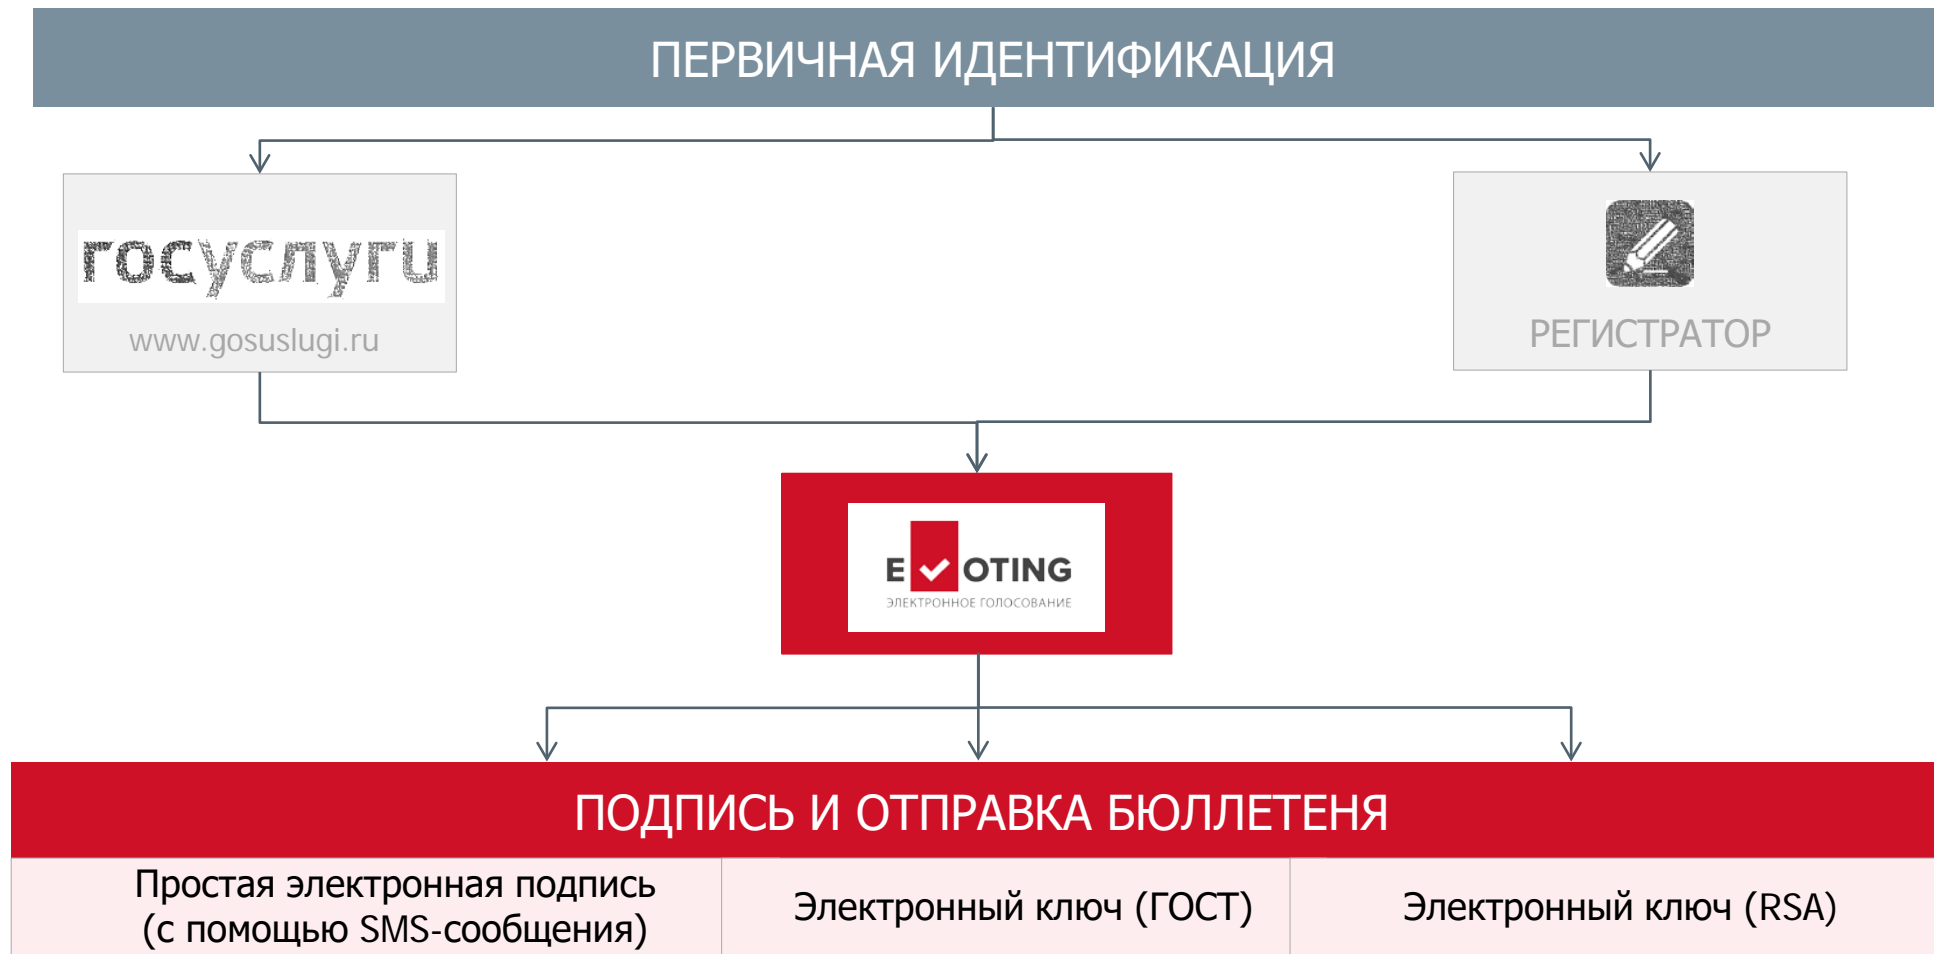 ПЕРВИЧНАЯ ИДЕНТИФИКАЦИЯ
госуслуги
www.gosuslugi.ru
РЕГИСТРАТОР
E OTING
ЭЛЕКТРОННОЕ ГОЛОСОВАНИЕ
ПОДПИСЬ И ОТПРАВКА БЮЛЛЕТЕНЯ
Простая электронная подпись
(с помощью SMS-сообщения)
Электронный ключ (ГОСТ)
Электронный ключ (RSA)